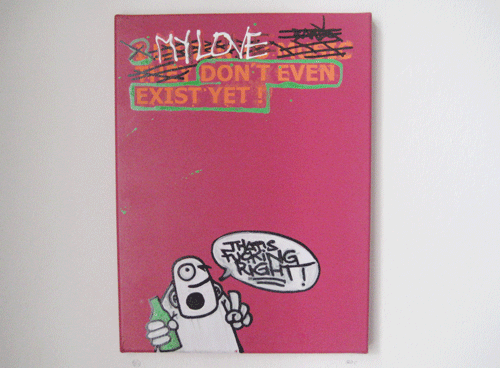 MY LOVE
DON'T EVEN
EXIST YET !
THAT'S
FUCKING
RIGHT!